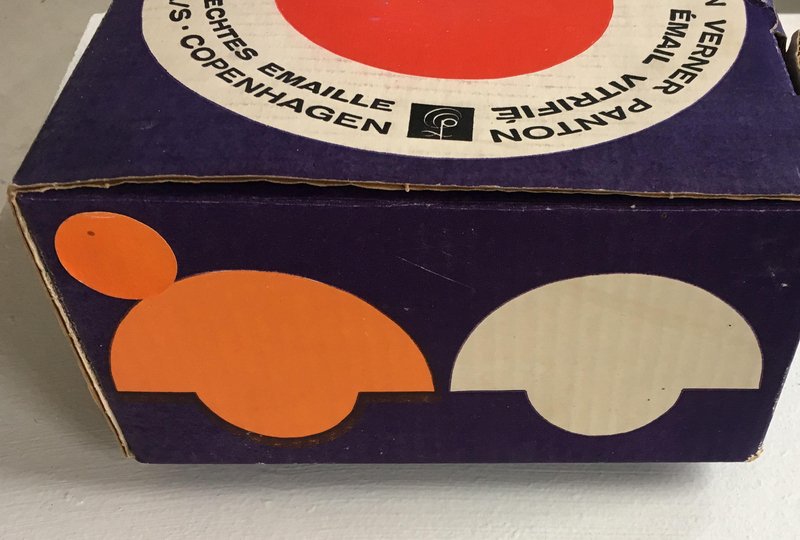 ECHTES EMAILLE
/S · COPENHAGEN
N VERNER PANTON
ÉMAIL VITRIFIÉ